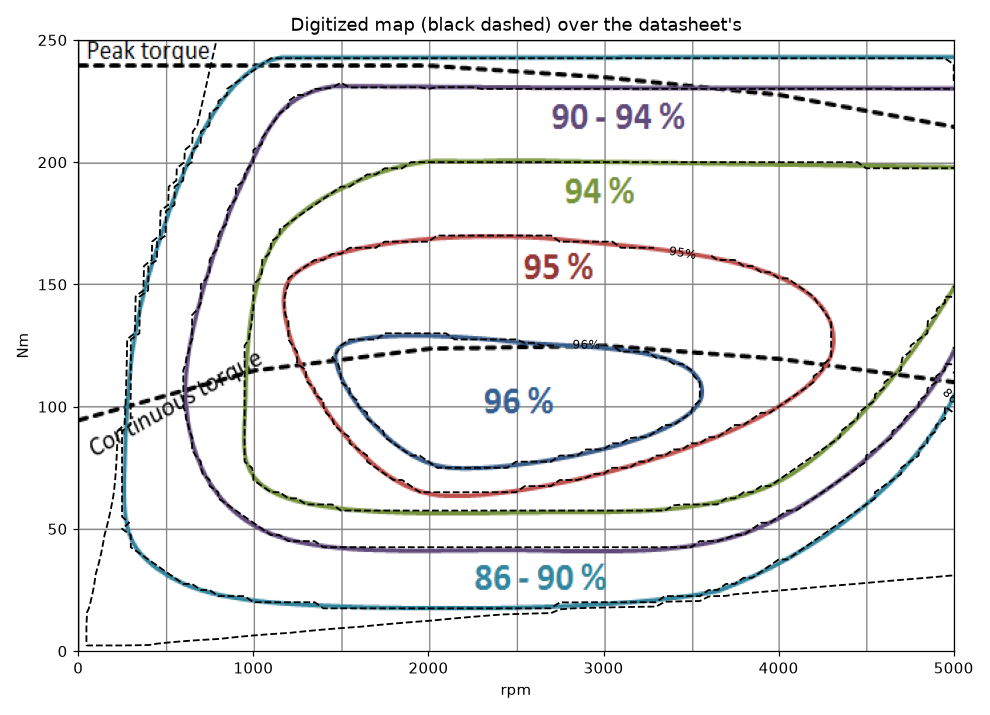 Digitized map (black dashed) over the datasheet's
250
Peak torque
90 - 94 %
200
94 %
95%
95 %
150
96%
Nm
Continuous torque
96 %
100
50
86 - 90 %
0
0 1000 2000 3000 4000 5000
rpm